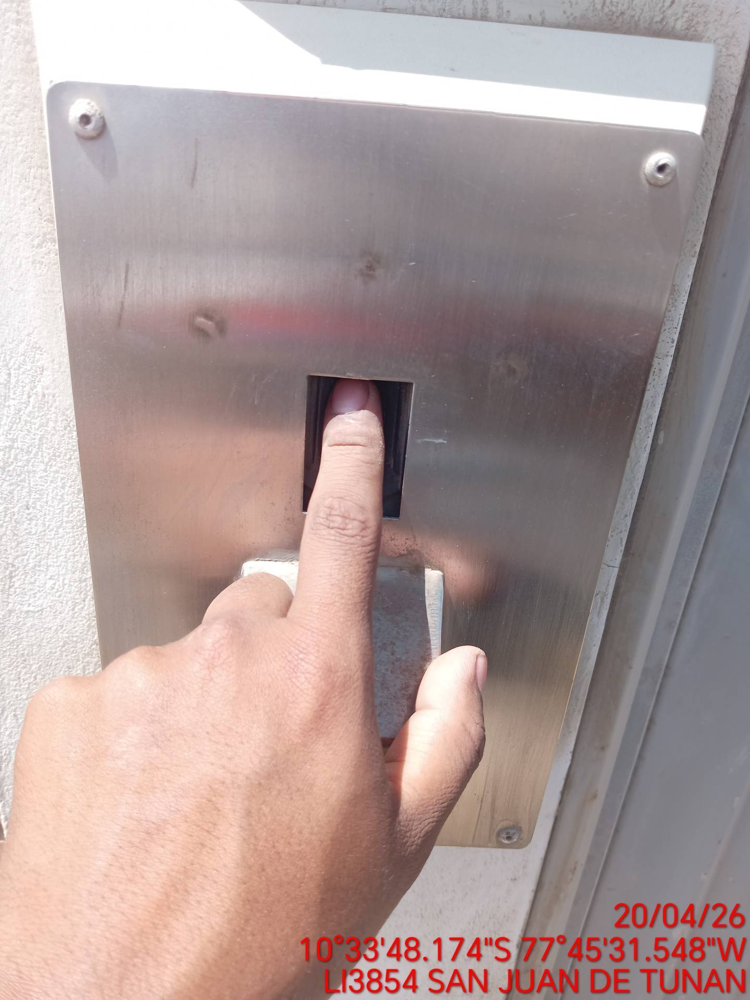 20/04/26
10°33'48.174"S 77°45'31.548"W
LI3854 SAN JUAN DE TUNAN